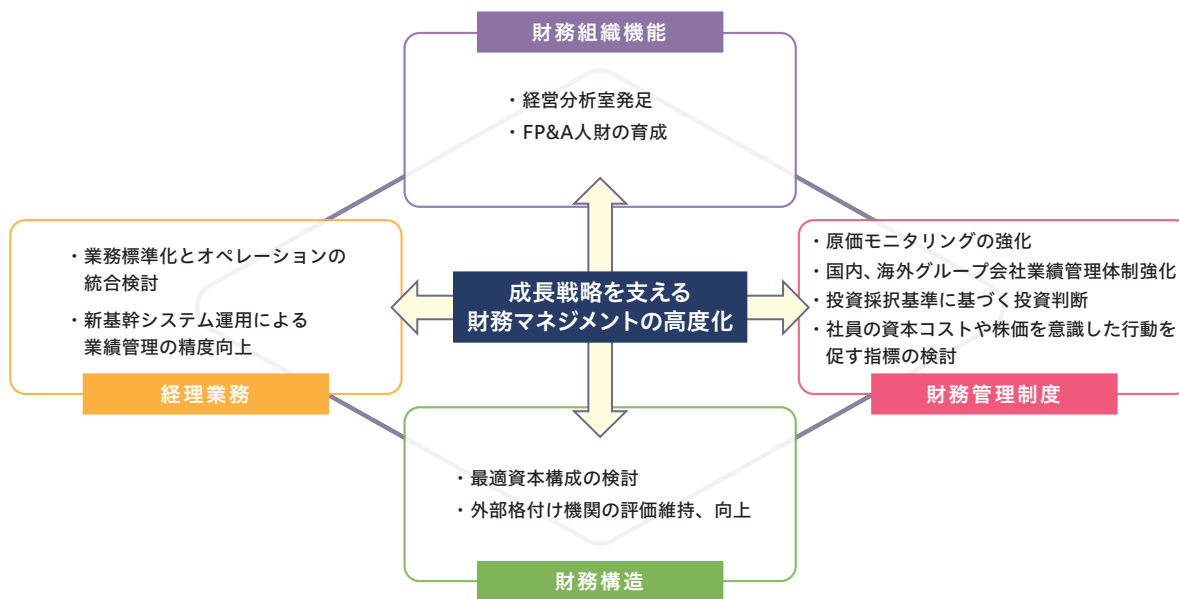 財務組織機能
・経営分析室発足
・FP&A人財の育成
・業務標準化とオペレーションの
統合検討
・新基幹システム運用による
業績管理の精度向上
経理業務
成長戦略を支える
財務マネジメントの高度化
・原価モニタリングの強化
・国内、海外グループ会社業績管理体制強化
・投資採択基準に基づく投資判断
・社員の資本コストや株価を意識した行動を
促す指標の検討
財務管理制度
・最適資本構成の検討
・外部格付け機関の評価維持、向上
財務構造